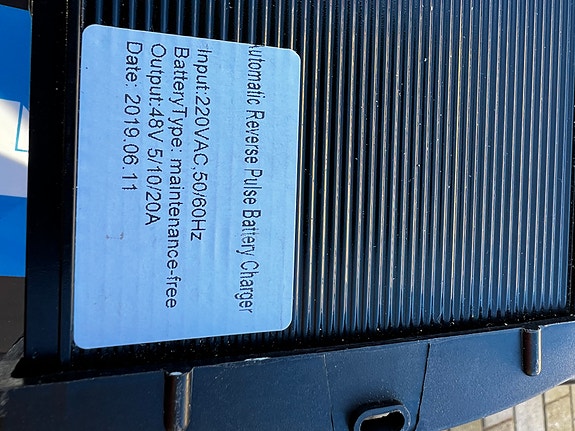 Automatic Reverse Pulse Battery Charger
Input:220VAC,50/60Hz
BatteryType: maintenance-free
Output:48V 5/10/20A
Date: 2019.06.11